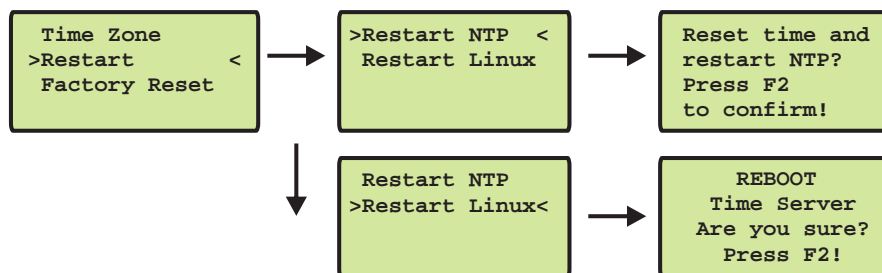 Time Zone
>Restart <
Factory Reset
>Restart NTP <
Restart Linux
Reset time and
restart NTP?
Press F2
to confirm!
Restart NTP
>Restart Linux<
REBOOT
Time Server
Are you sure?
Press F2!